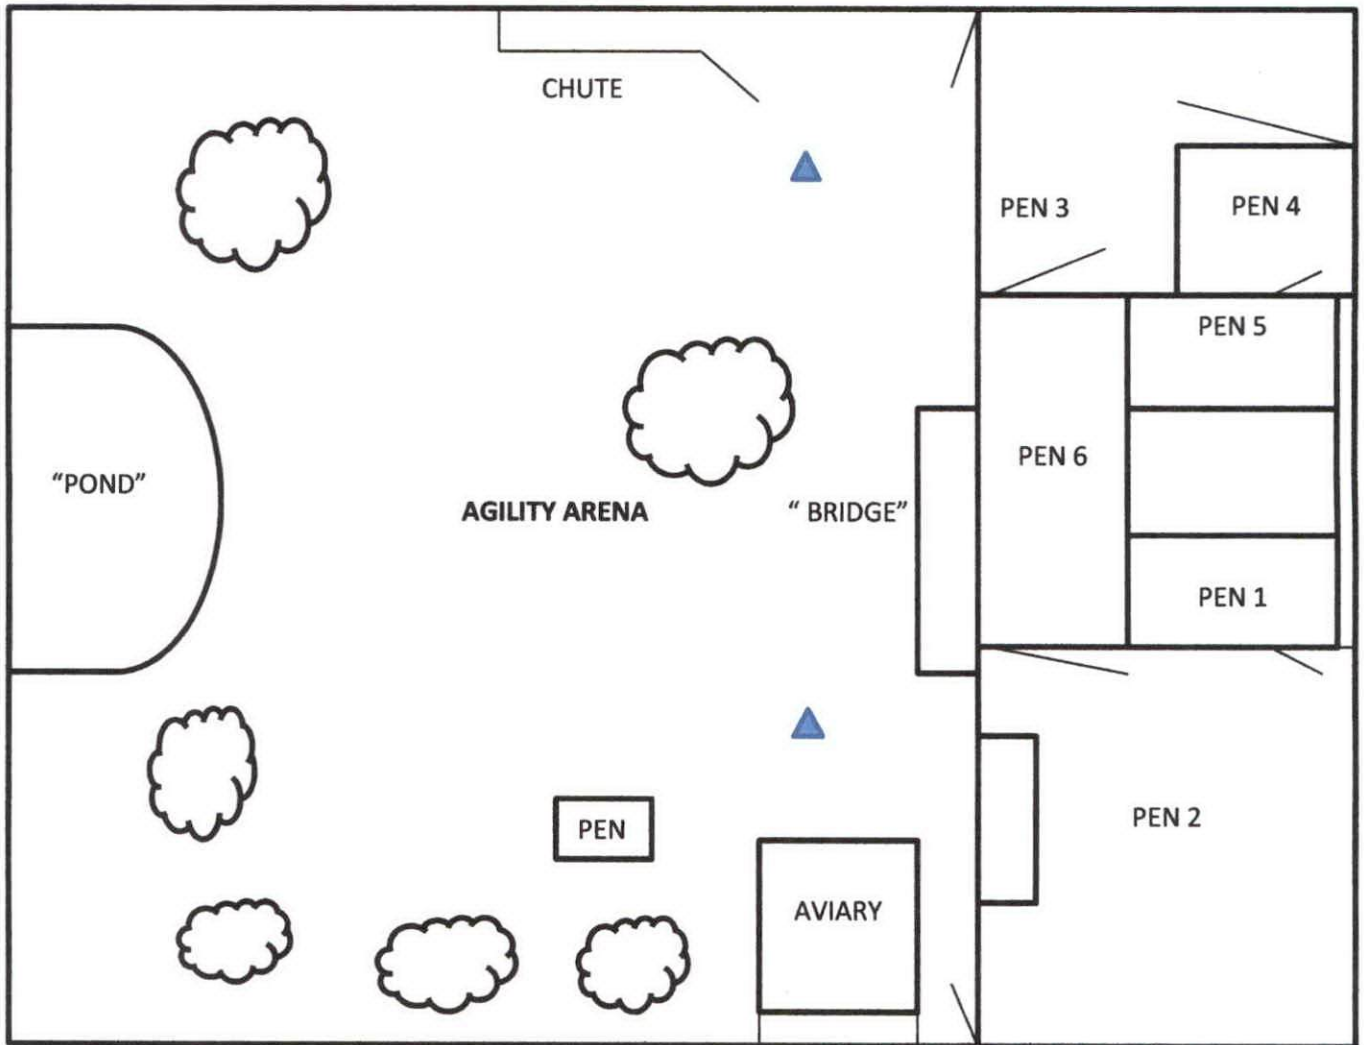 CHUTE
PEN 3
PEN 4
PEN 5
"POND"
PEN 6
AGILITY ARENA
“ BRIDGE”
PEN 1
PEN
PEN 2
AVIARY